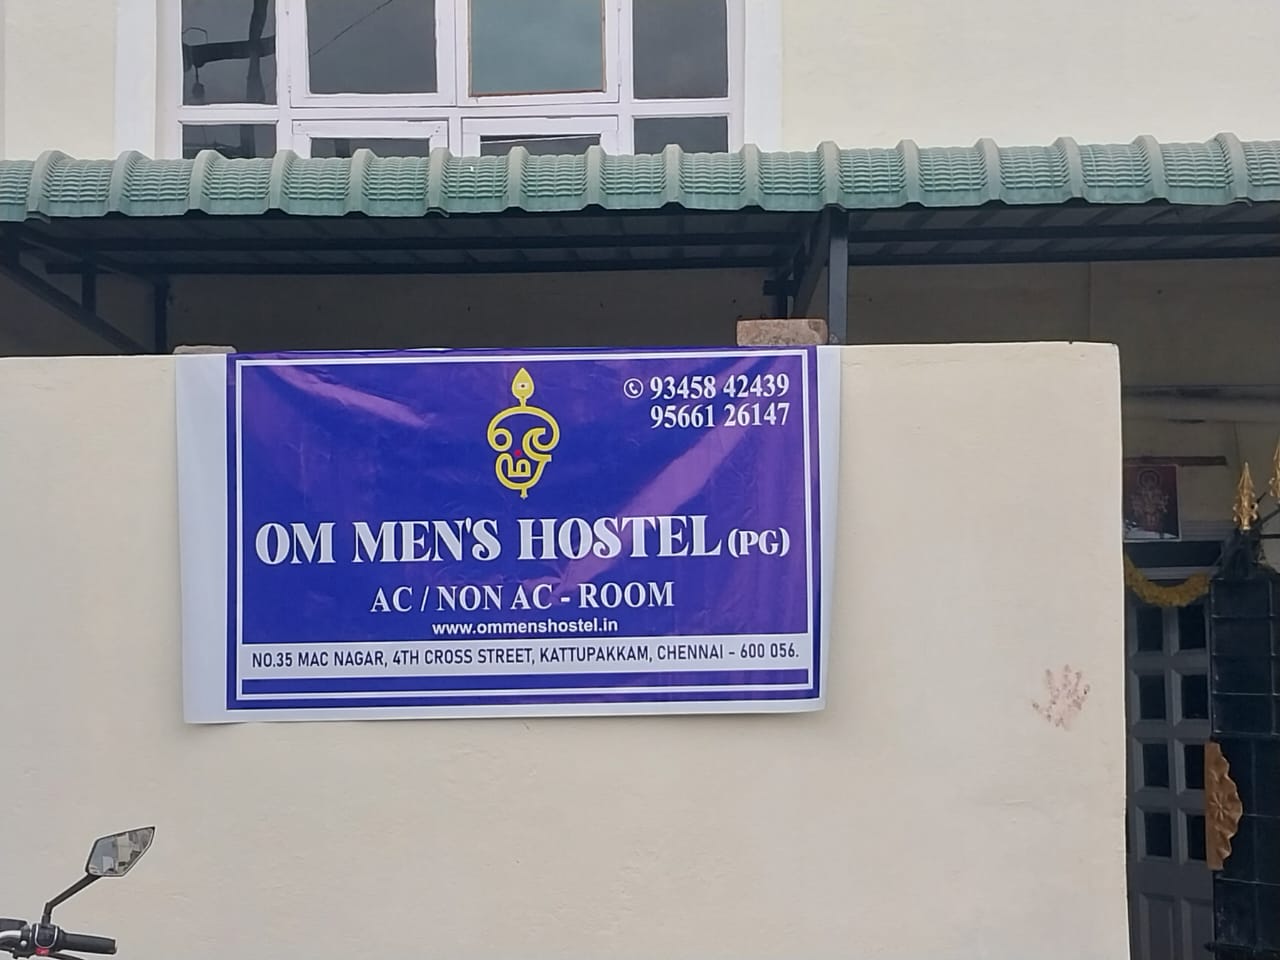 93458 42439
95661 26147
OM MEN'S HOSTEL (PG)
AC / NON AC - ROOM
www.ommenshostel.in
NO.35 MAC NAGAR, 4TH CROSS STREET, KATTUPAKKAM, CHENNAI - 600 056.